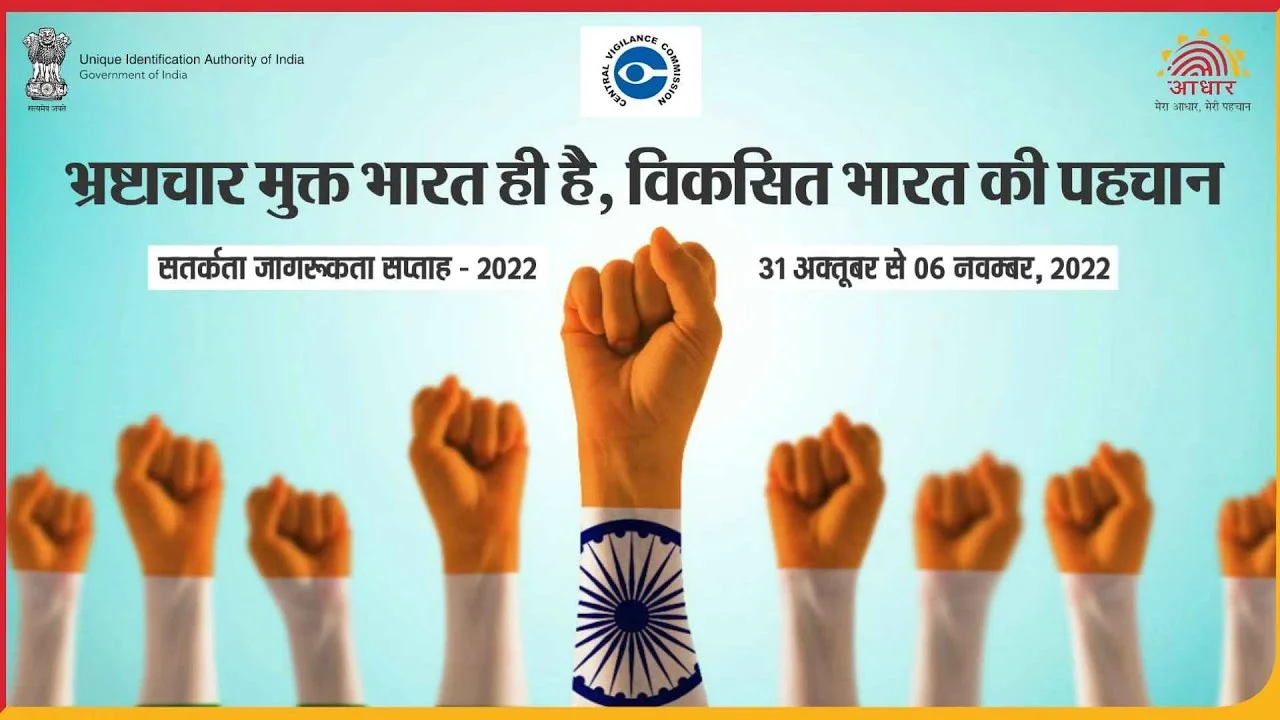 Unique Identification Authority of India
Government of India
सत्यमेव जयते
CENTRAL VIGILANCE COMMISSION
आधार
मेरा आधार, मेरी पहचान
भ्रष्टाचार मुक्त भारत ही है, विकसित भारत की पहचान
सतर्कता जागरूकता सप्ताह - 2022
31 अक्तूबर से 06 नवम्बर, 2022